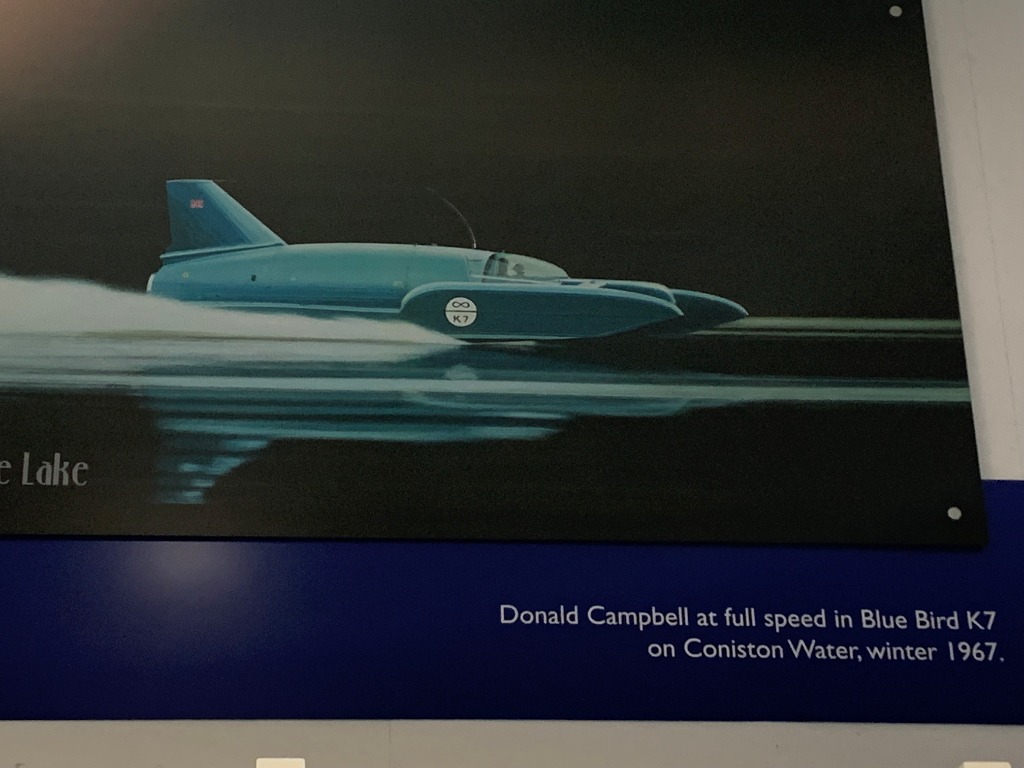 ∞
K7
e Lake
Donald Campbell at full speed in Blue Bird K7
on Coniston Water, winter 1967.